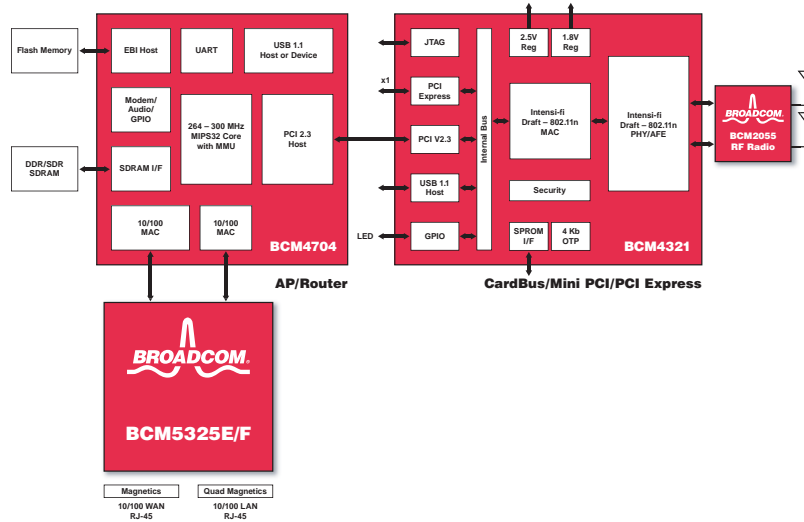 Flash Memory
EBI Host
UART
USB 1.1
Host or Device
Modem/
Audio/
GPIO
264 – 300 MHz
MIPS32 Core
with MMU
PCI 2.3
Host
DDR/SDR
SDRAM
SDRAM I/F
10/100
MAC
10/100
MAC
BCM4704
AP/Router
JTAG
2.5V
Reg
1.8V
Reg
x1
PCI
Express
PCI V2.3
USB 1.1
Host
LED
GPIO
Internal Bus
Intensi-fi
Draft – 802.11n
MAC
Intensi-fi
Draft – 802.11n
PHY/AFE
Security
SPROM
I/F
4 Kb
OTP
BCM4321
CardBus/Mini PCI/PCI Express
BROADCOM.
BCM2055
RF Radio
BROADCOM.
BCM5325E/F
Magnetics
Quad Magnetics
10/100 WAN
RJ-45
10/100 LAN
RJ-45